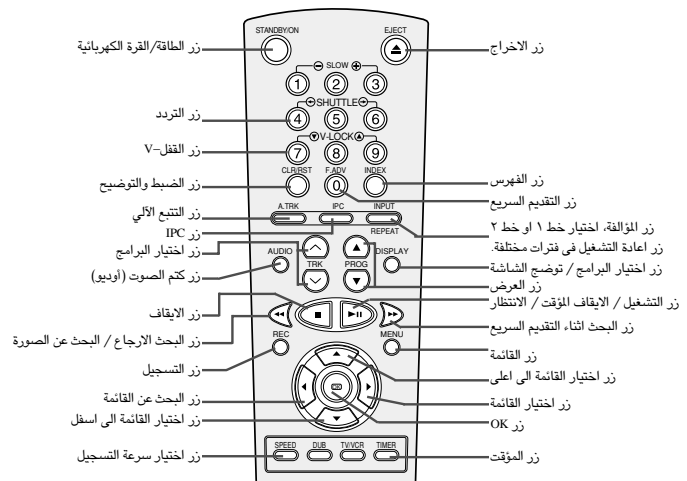 STANDBY/ON
EJECT
زر الطاقة/القرة الكهربائية
زر الاخراج
SLOW
1 2 3
SHUTTLE
زر التردد
4 5 6
V-LOCK
زر القفل-V
7 8 9
CLR/RST F.ADV INDEX
0
زر الفهرس
زر الضبط والتوضيح
زر التقديم السريع
A.TRK IPC INPUT
زر التتبع الآلي
زر المؤالفة، اختيار خط ١ او خط ٢
زر IPC
REPEAT
زر اعادة التشغيل فى فترات مختلفة.
زر اختيار البرامج
AUDIO TRK PROG DISPLAY
زر اختيار البرامج / توضج الشاشة
زر كتم الصوت (أوديو)
زر العرض
زر التشغيل / الايقاف المؤقت / الانتظار
زر الايقاف
زر البحث اثناء التقديم السريع
زر البحث الارجاع / البحث عن الصورة
REC MENU
زر القائمة
زر التسجيل
زر اختيار القائمة الى اعلى
زر البحث عن القائمة
زر اختيار القائمة
OK
زر اختيار القائمة الى اسفل
زر OK
SPEED DUB TV/VCR TIMER
زر اختيار سرعة التسجيل
زر المؤقت